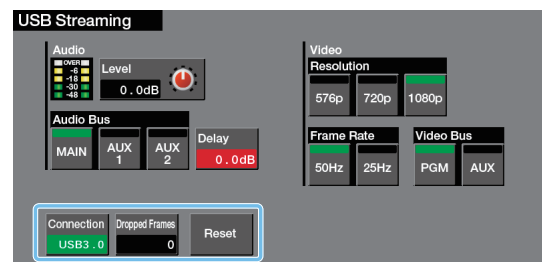 USB Streaming
Audio
OVER
-6
-18
-30
-48
Level
0.0dB
Audio Bus
MAIN
AUX
1
AUX
2
Delay
0.0dB
Video
Resolution
576p
720p
1080p
Frame Rate
50Hz
25Hz
Video Bus
PGM
AUX
Connection
USB3.0
Dropped Frames
0
Reset